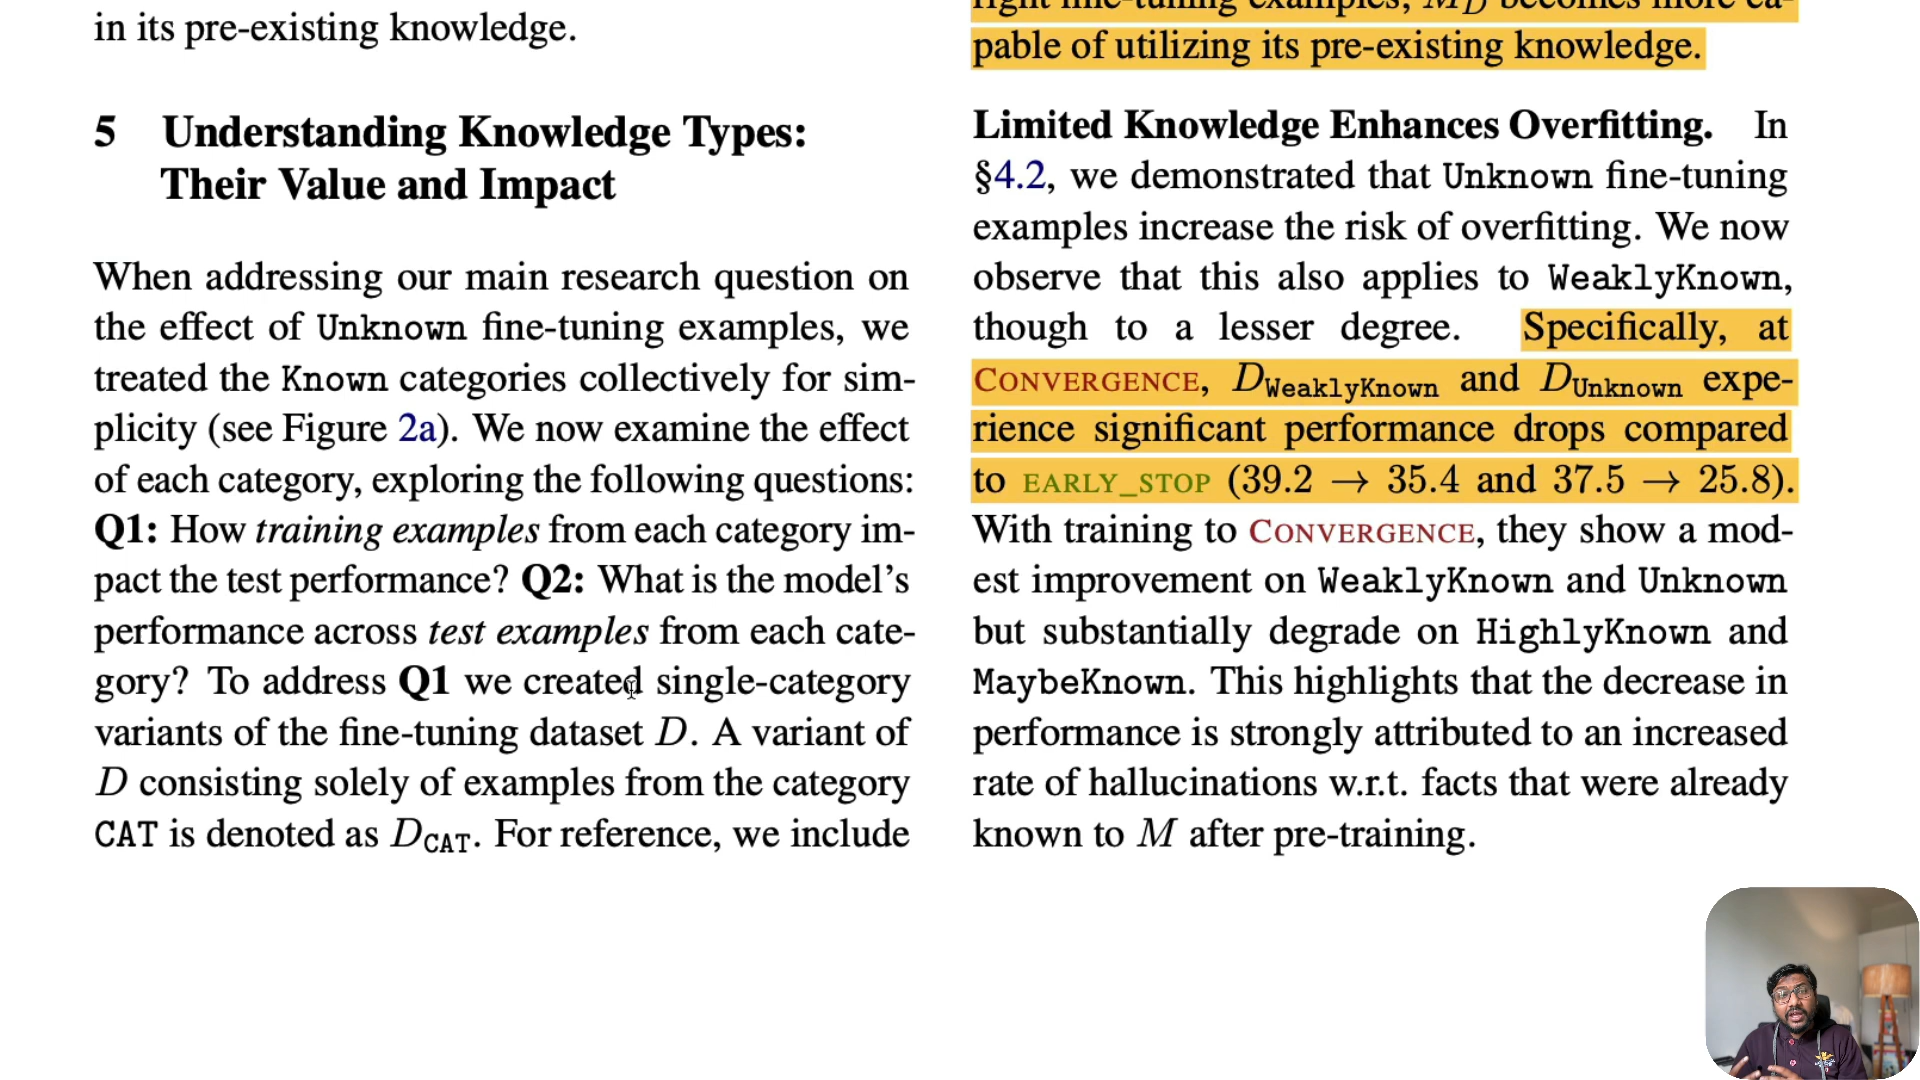 in its pre-existing knowledge.
5 Understanding Knowledge Types:
Their Value and Impact
When addressing our main research question on
the effect of Unknown fine-tuning examples, we
treated the Known categories collectively for sim-
plicity (see Figure 2a). We now examine the effect
of each category, exploring the following questions:
Q1: How training examples from each category im-
pact the test performance? Q2: What is the model's
performance across test examples from each cate-
gory? To address Q1 we created single-category
variants of the fine-tuning dataset D. A variant of
D consisting solely of examples from the category
CAT is denoted as D_CAT. For reference, we include
right fine-tuning examples, M_D becomes more ca-
pable of utilizing its pre-existing knowledge.
Limited Knowledge Enhances Overfitting. In
§4.2, we demonstrated that Unknown fine-tuning
examples increase the risk of overfitting. We now
observe that this also applies to WeaklyKnown,
though to a lesser degree. Specifically, at
CONVERGENCE, D_WeaklyKnown and D_Unknown expe-
rience significant performance drops compared
to EARLY_STOP (39.2 → 35.4 and 37.5 → 25.8).
With training to CONVERGENCE, they show a mod-
est improvement on WeaklyKnown and Unknown
but substantially degrade on HighlyKnown and
MaybeKnown. This highlights that the decrease in
performance is strongly attributed to an increased
rate of hallucinations w.r.t. facts that were already
known to M after pre-training.